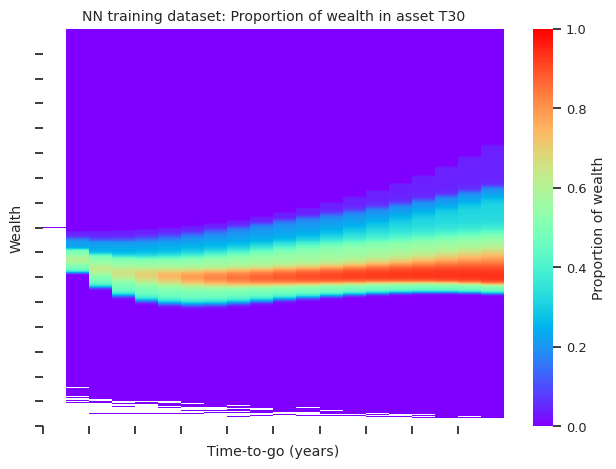 NN training dataset: Proportion of wealth in asset T30
Wealth
Time-to-go (years)
1.0
0.8
0.6
0.4
0.2
0.0
Proportion of wealth